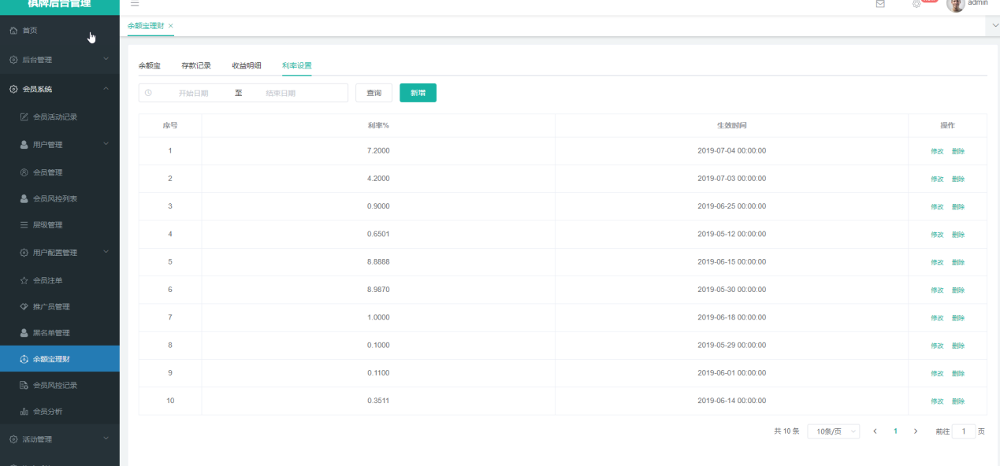 棋牌后台管理
admin
首页
后台管理
会员系统
会员活动记录
用户管理
会员管理
会员风控列表
层级管理
用户配置管理
会员注单
推广员管理
黑名单管理
余额宝理财
会员风控记录
会员分析
活动管理
余额宝理财 ×
余额宝 存款记录 收益明细 利率设置
开始日期 至 结束日期 查询 新增
序号 利率% 生效时间 操作
1 7.2000 2019-07-04 00:00:00 修改 删除
2 4.2000 2019-07-03 00:00:00 修改 删除
3 0.9000 2019-06-25 00:00:00 修改 删除
4 0.6501 2019-05-12 00:00:00 修改 删除
5 8.8888 2019-06-15 00:00:00 修改 删除
6 8.9870 2019-05-30 00:00:00 修改 删除
7 1.0000 2019-06-18 00:00:00 修改 删除
8 0.1000 2019-05-29 00:00:00 修改 删除
9 0.1100 2019-06-01 00:00:00 修改 删除
10 0.3511 2019-06-14 00:00:00 修改 删除
共 10 条 10条/页 1 前往 1 页